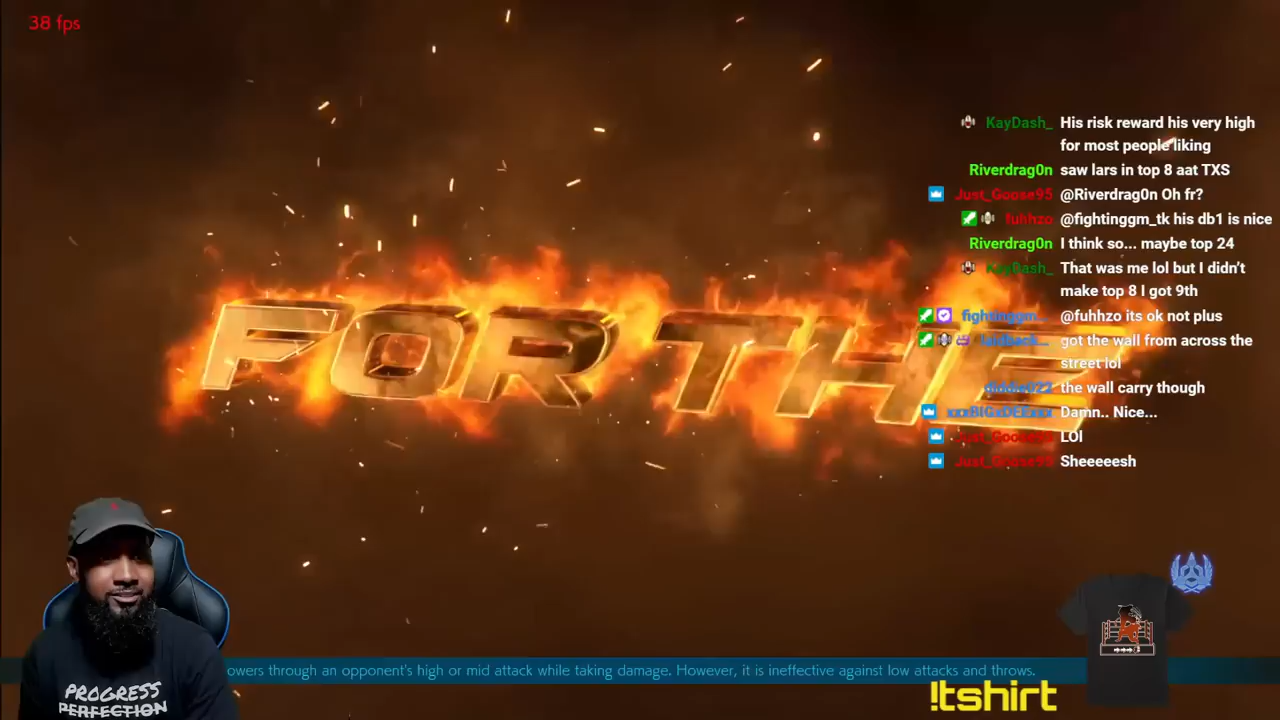 38 fps
FOR THE
KayDash_ His risk reward his very high
for most people liking
Riverdrag0n saw lars in top 8 aat TXS
Just_Goose95 @Riverdrag0n Oh fr?
fuhhzo @fightinggm_tk his db1 is nice
Riverdrag0n I think so... maybe top 24
KayDash_ That was me lol but I didn't
make top 8 I got 9th
fightinggm... @fuhhzo its ok not plus
laidback... got the wall from across the
street lol
the wall carry though
xxxBIGxDEExxx Damn.. Nice...
Just_Goose95 LOl
Just_Goose95 Sheeeeesh
owers through an opponent's high or mid attack while taking damage. However, it is ineffective against low attacks and throws.
PROGRESS
PERFECTION
!tshirt